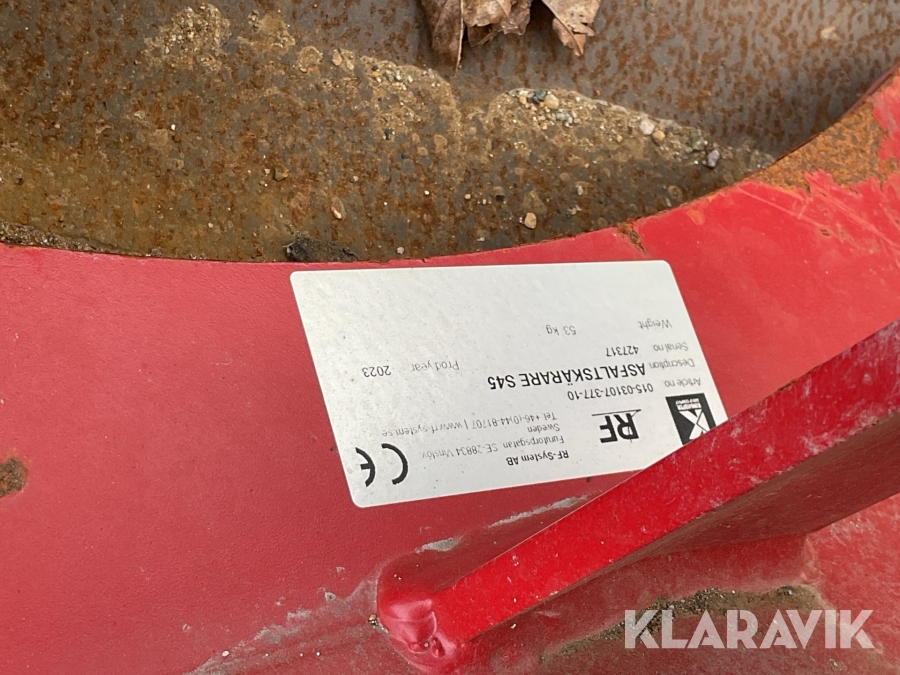 RF-System AB
Funtorpsgatan SE-28834 Vinslöv
Sweden
Tel +46-(0)44-81707 | www.rf-system.se
CE
RF
Article no 015-03107-377-10
Description ASFALTSKÄRARE S45
Serial no 427317
Prod year 2023
Weight 53 kg
KLARAVIK